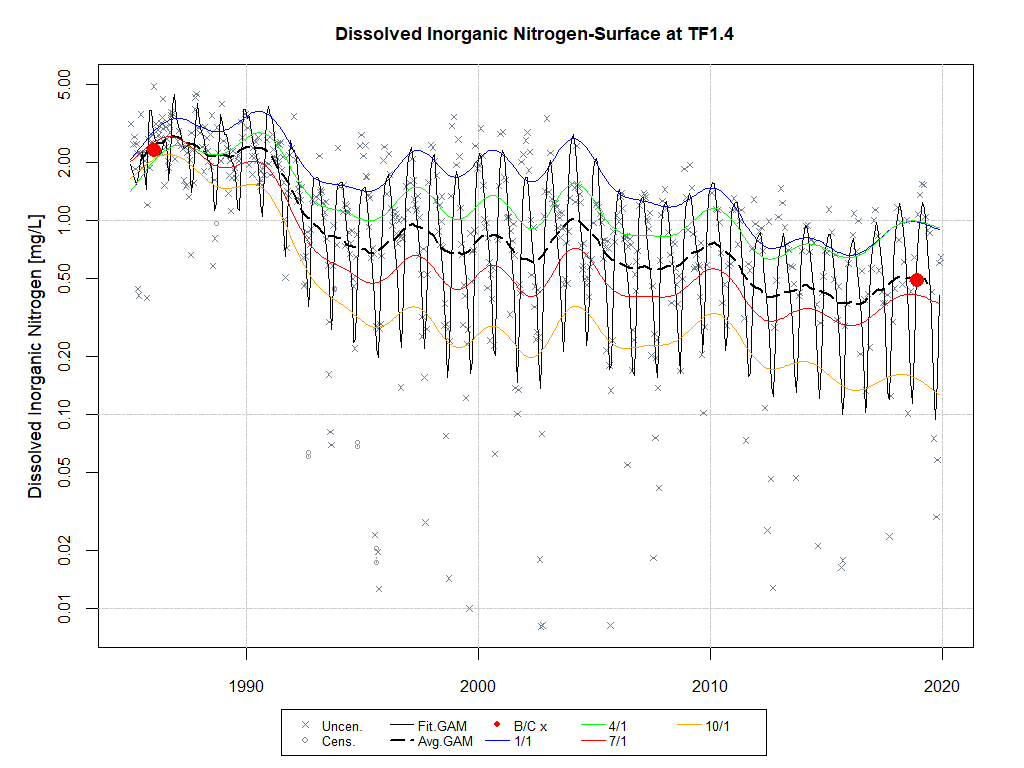 Dissolved Inorganic Nitrogen-Surface at TF1.4
Dissolved Inorganic Nitrogen [mg/L]
5.00
2.00
1.00
0.50
0.20
0.10
0.05
0.02
0.01
1990 2000 2010 2020
Uncen. Fit.GAM B/C x 4/1 10/1
Cens. Avg.GAM 1/1 7/1